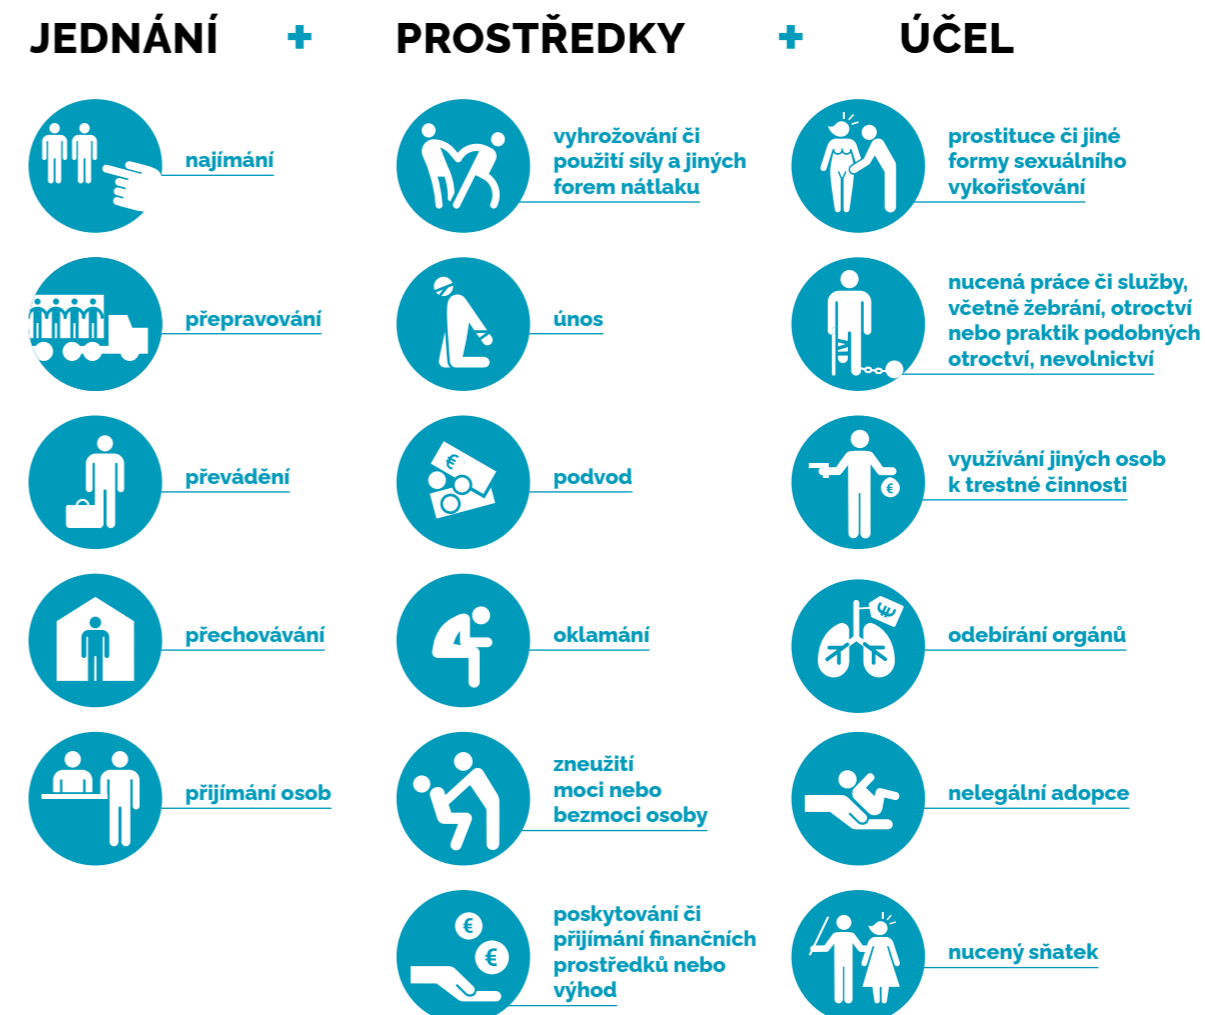 JEDNÁNÍ + PROSTŘEDKY + ÚČEL
najímání
přepravování
převádění
přechovávání
přijímání osob
vyhrožování či
použití síly a jiných
forem nátlaku
únos
€
podvod
oklamání
zneužití
moci nebo
bezmoci osoby
€
€
poskytování či
přijímání finančních
prostředků nebo
výhod
prostituce či jiné
formy sexuálního
vykořisťování
nucená práce či služby,
včetně žebrání, otroctví
nebo praktik podobných
otroctví, nevolnictví
€
využívání jiných osob
k trestné činnosti
€
odebírání orgánů
nelegální adopce
nucený sňatek